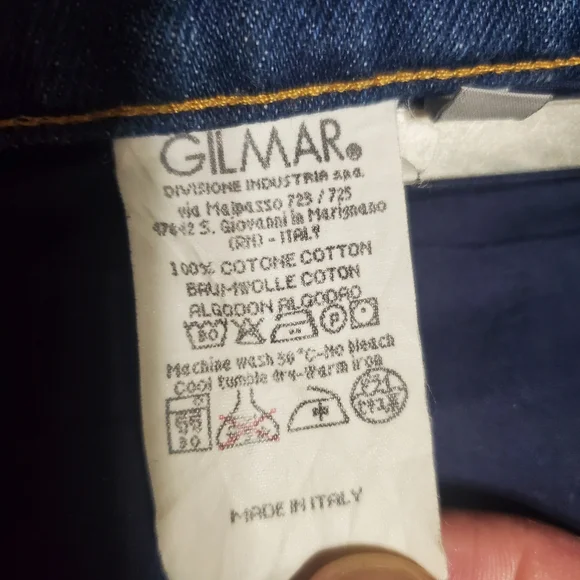 GILMAR®
DIVISIONE INDUSTRIA s.p.a.
via Malpasso 723 / 725
47842 S. Giovanni in Marignano
(RN) - ITALY
100% COTONE COTTON
BAUMWOLLE COTON
ALGODON ALGODAO
30 P
Machine wash 30°C-No bleach
Cool tumble dry-Warm iron
MADE IN ITALY